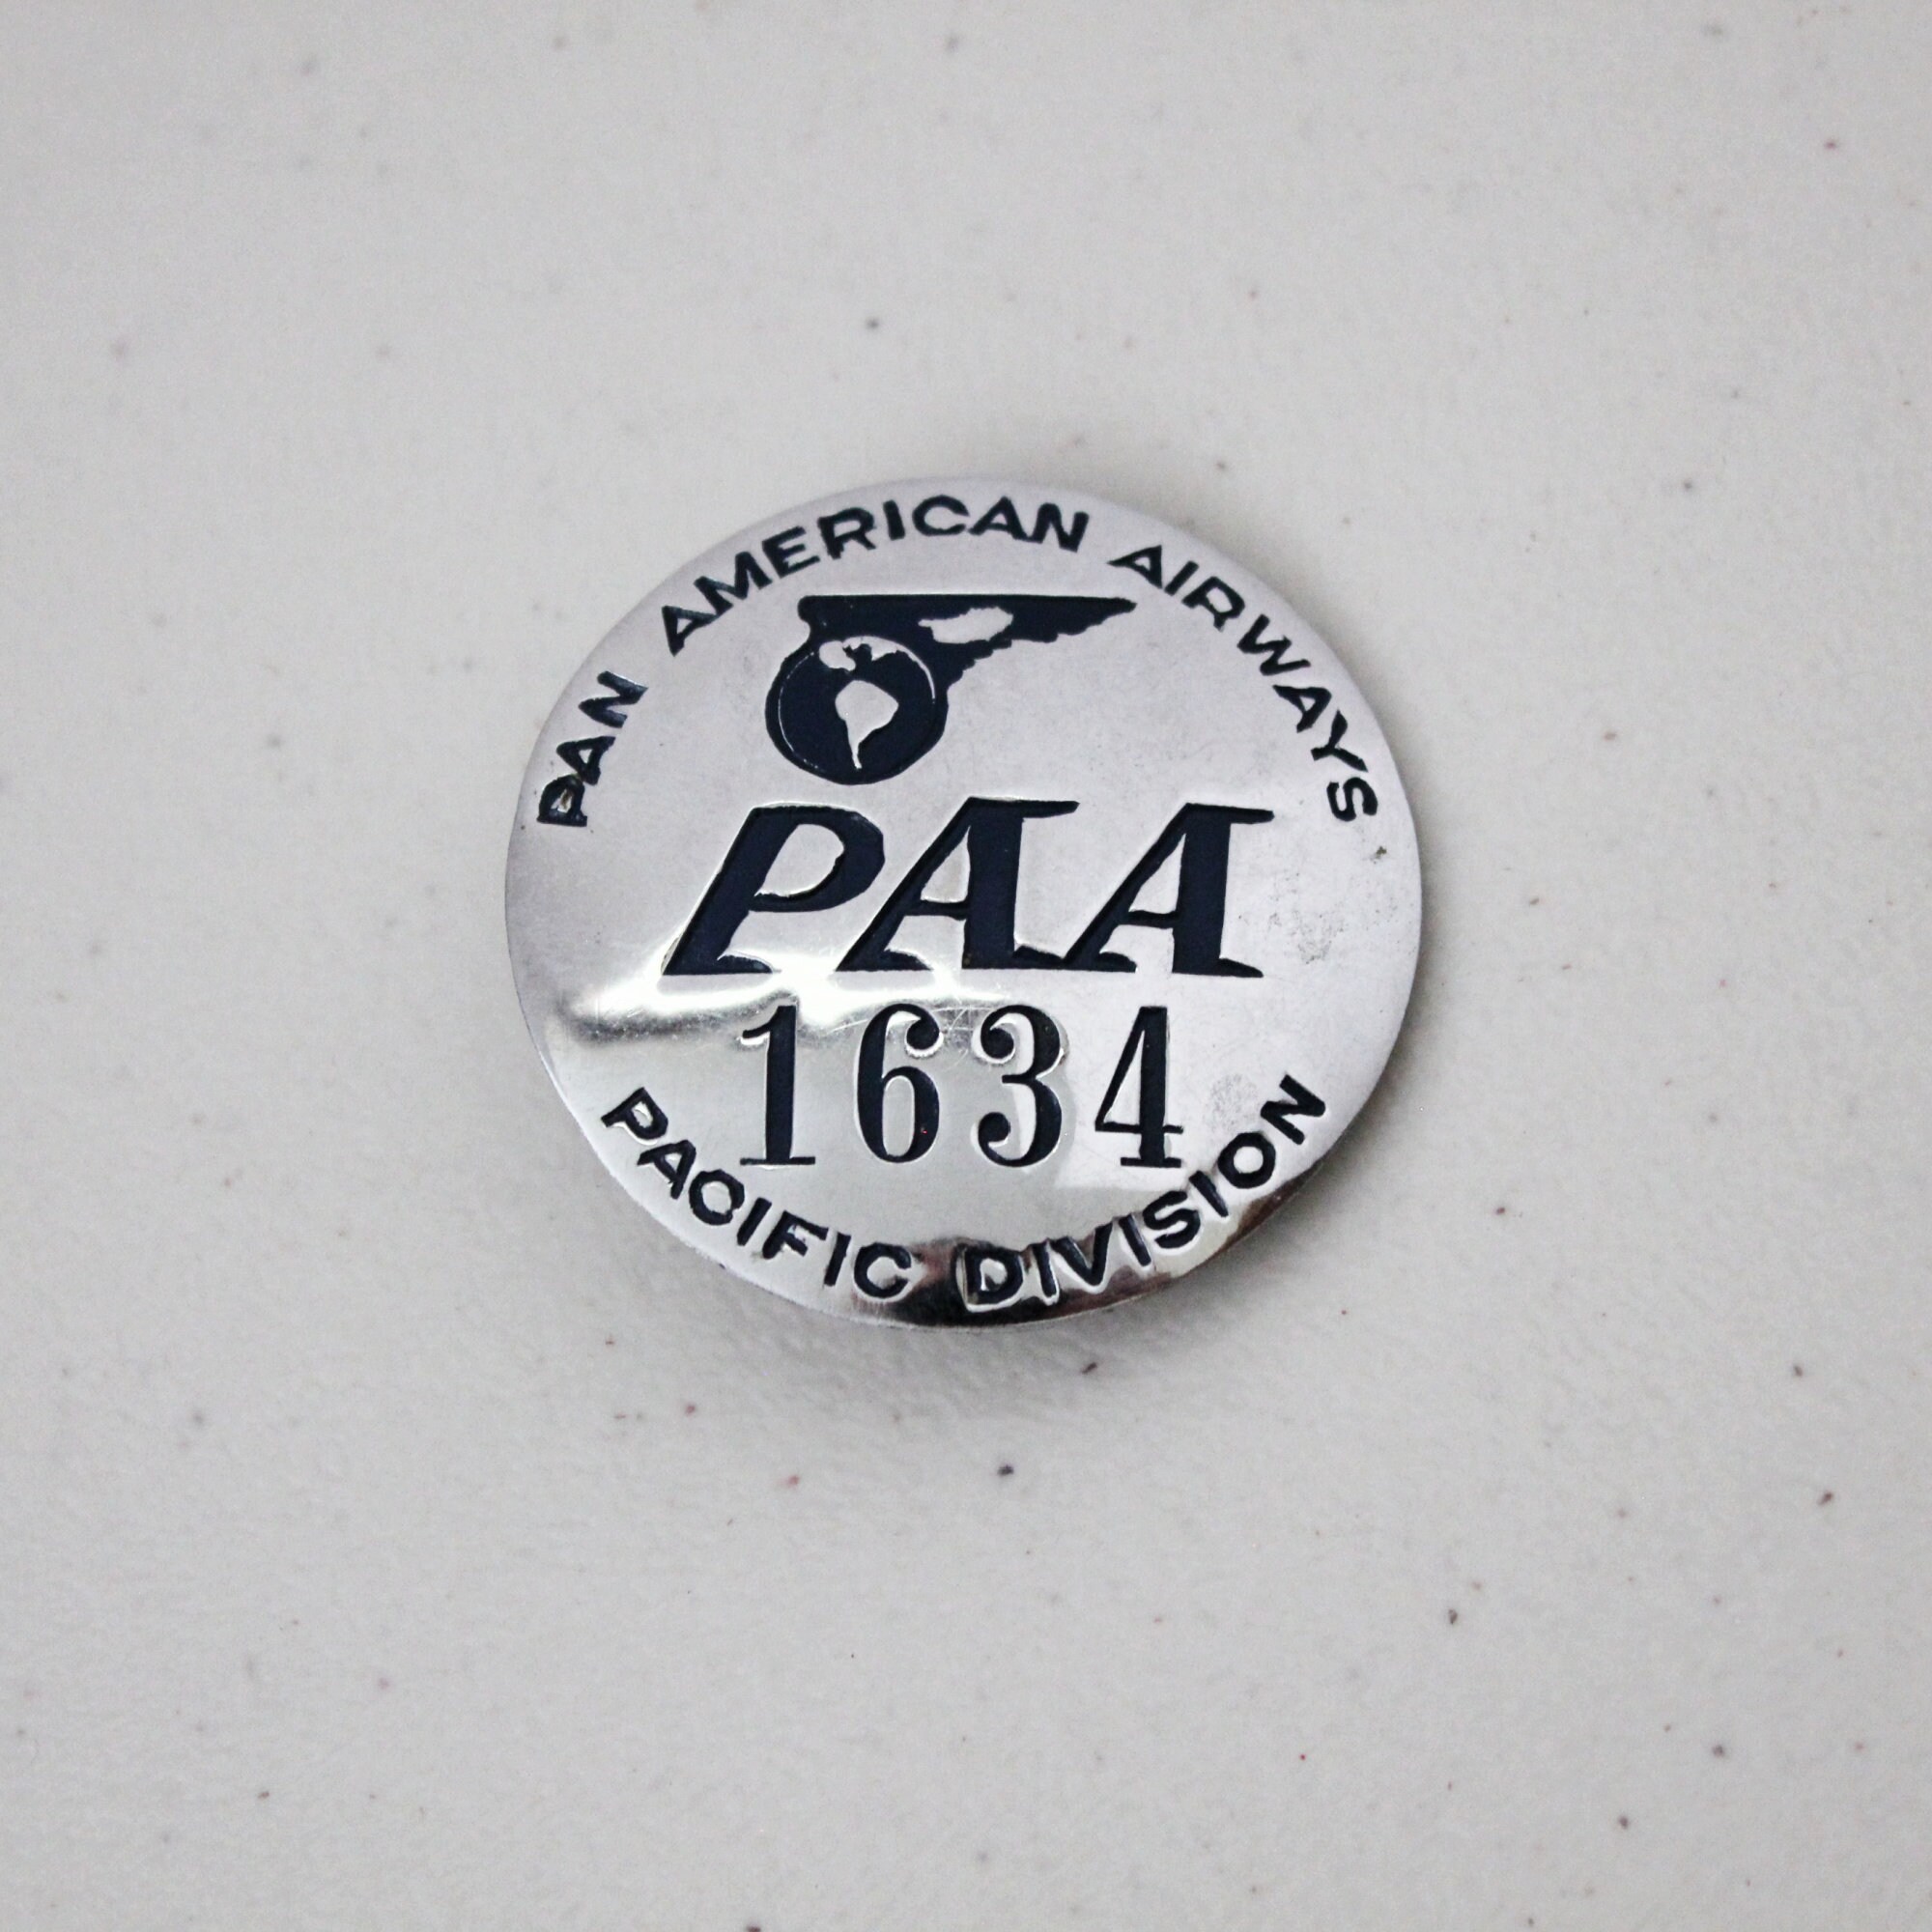 PAN AMERICAN AIRWAYS
PAA
1634
PACIFIC DIVISION